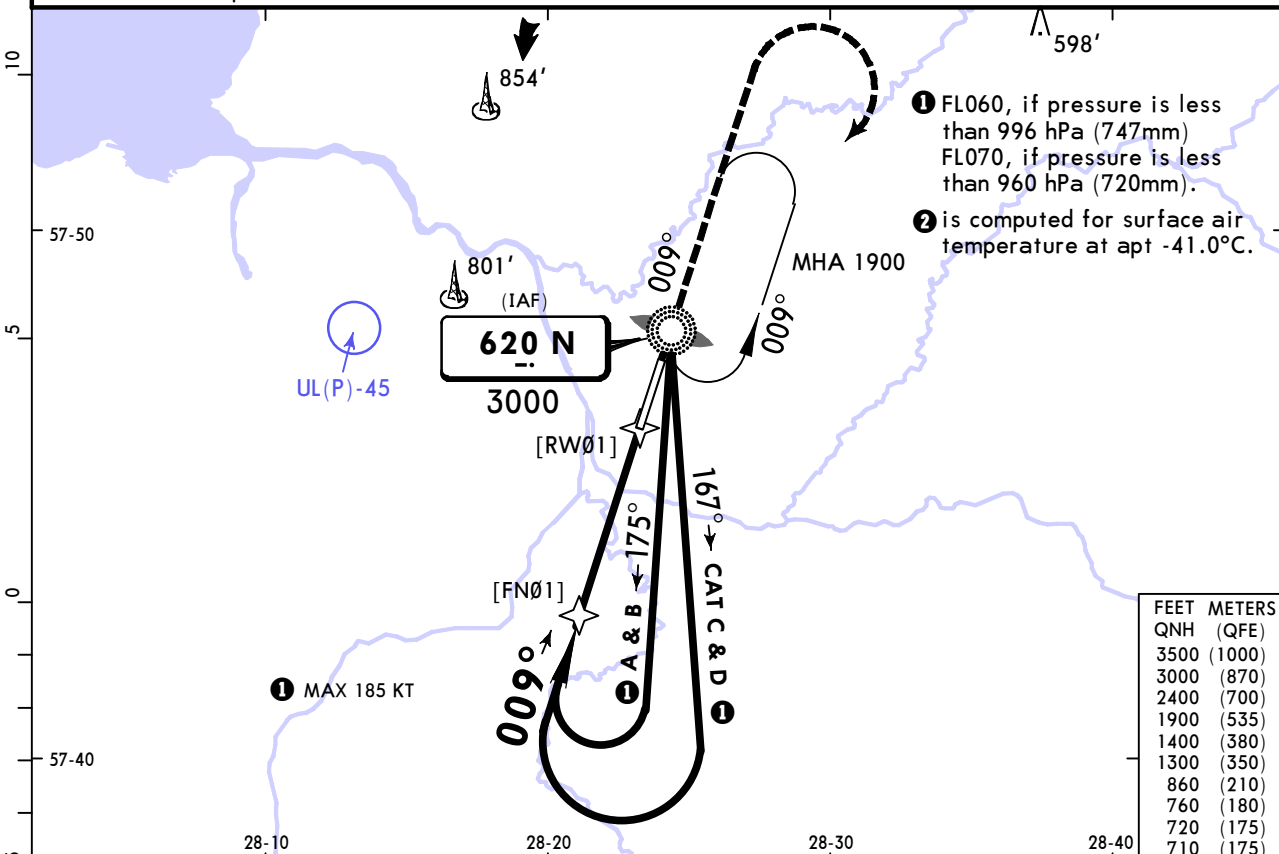 10
854'
598'
❶ FL060, if pressure is less
than 996 hPa (747mm)
FL070, if pressure is less
than 960 hPa (720mm).
❷ is computed for surface air
temperature at apt -41.0°C.
57-50
009°
MHA 1900
801'
(IAF)
620 N
3000
009°
5
UL(P)-45
[RWØ1]
167°
CAT C & D
❶
175°
A & B
❶
[FNØ1]
0
009°
❶ MAX 185 KT
57-40
FEET METERS
QNH (QFE)
3500 (1000)
3000 (870)
2400 (700)
1900 (535)
1400 (380)
1300 (350)
860 (210)
760 (180)
720 (175)
710 (175)
28-10
28-20
28-30
28-40